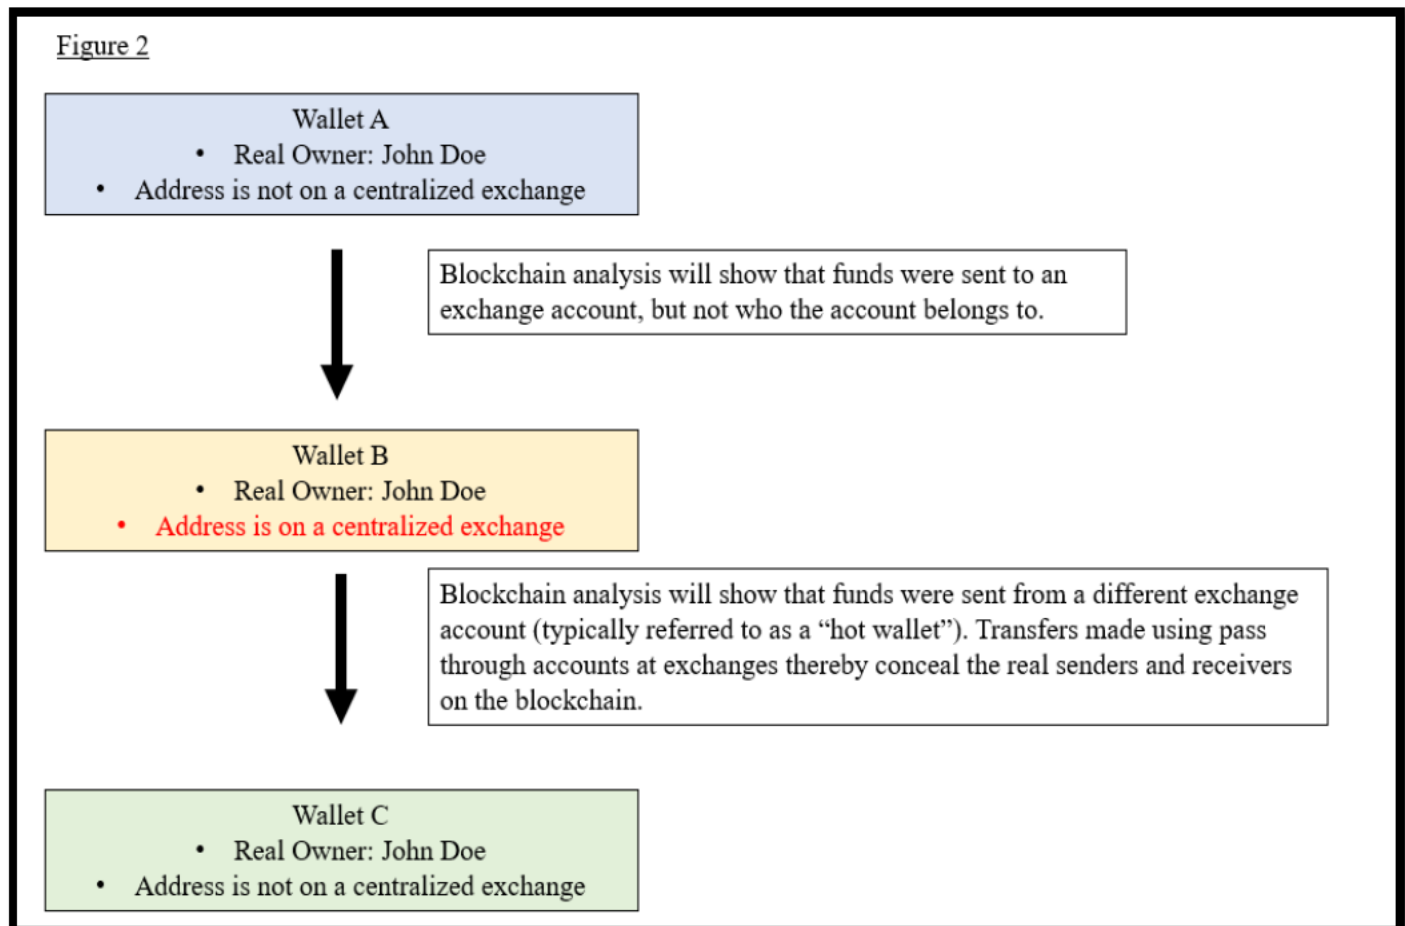 Figure 2
Wallet A
• Real Owner: John Doe
• Address is not on a centralized exchange
Blockchain analysis will show that funds were sent to an
exchange account, but not who the account belongs to.
Wallet B
• Real Owner: John Doe
• Address is on a centralized exchange
Blockchain analysis will show that funds were sent from a different exchange
account (typically referred to as a “hot wallet”). Transfers made using pass
through accounts at exchanges thereby conceal the real senders and receivers
on the blockchain.
Wallet C
• Real Owner: John Doe
• Address is not on a centralized exchange